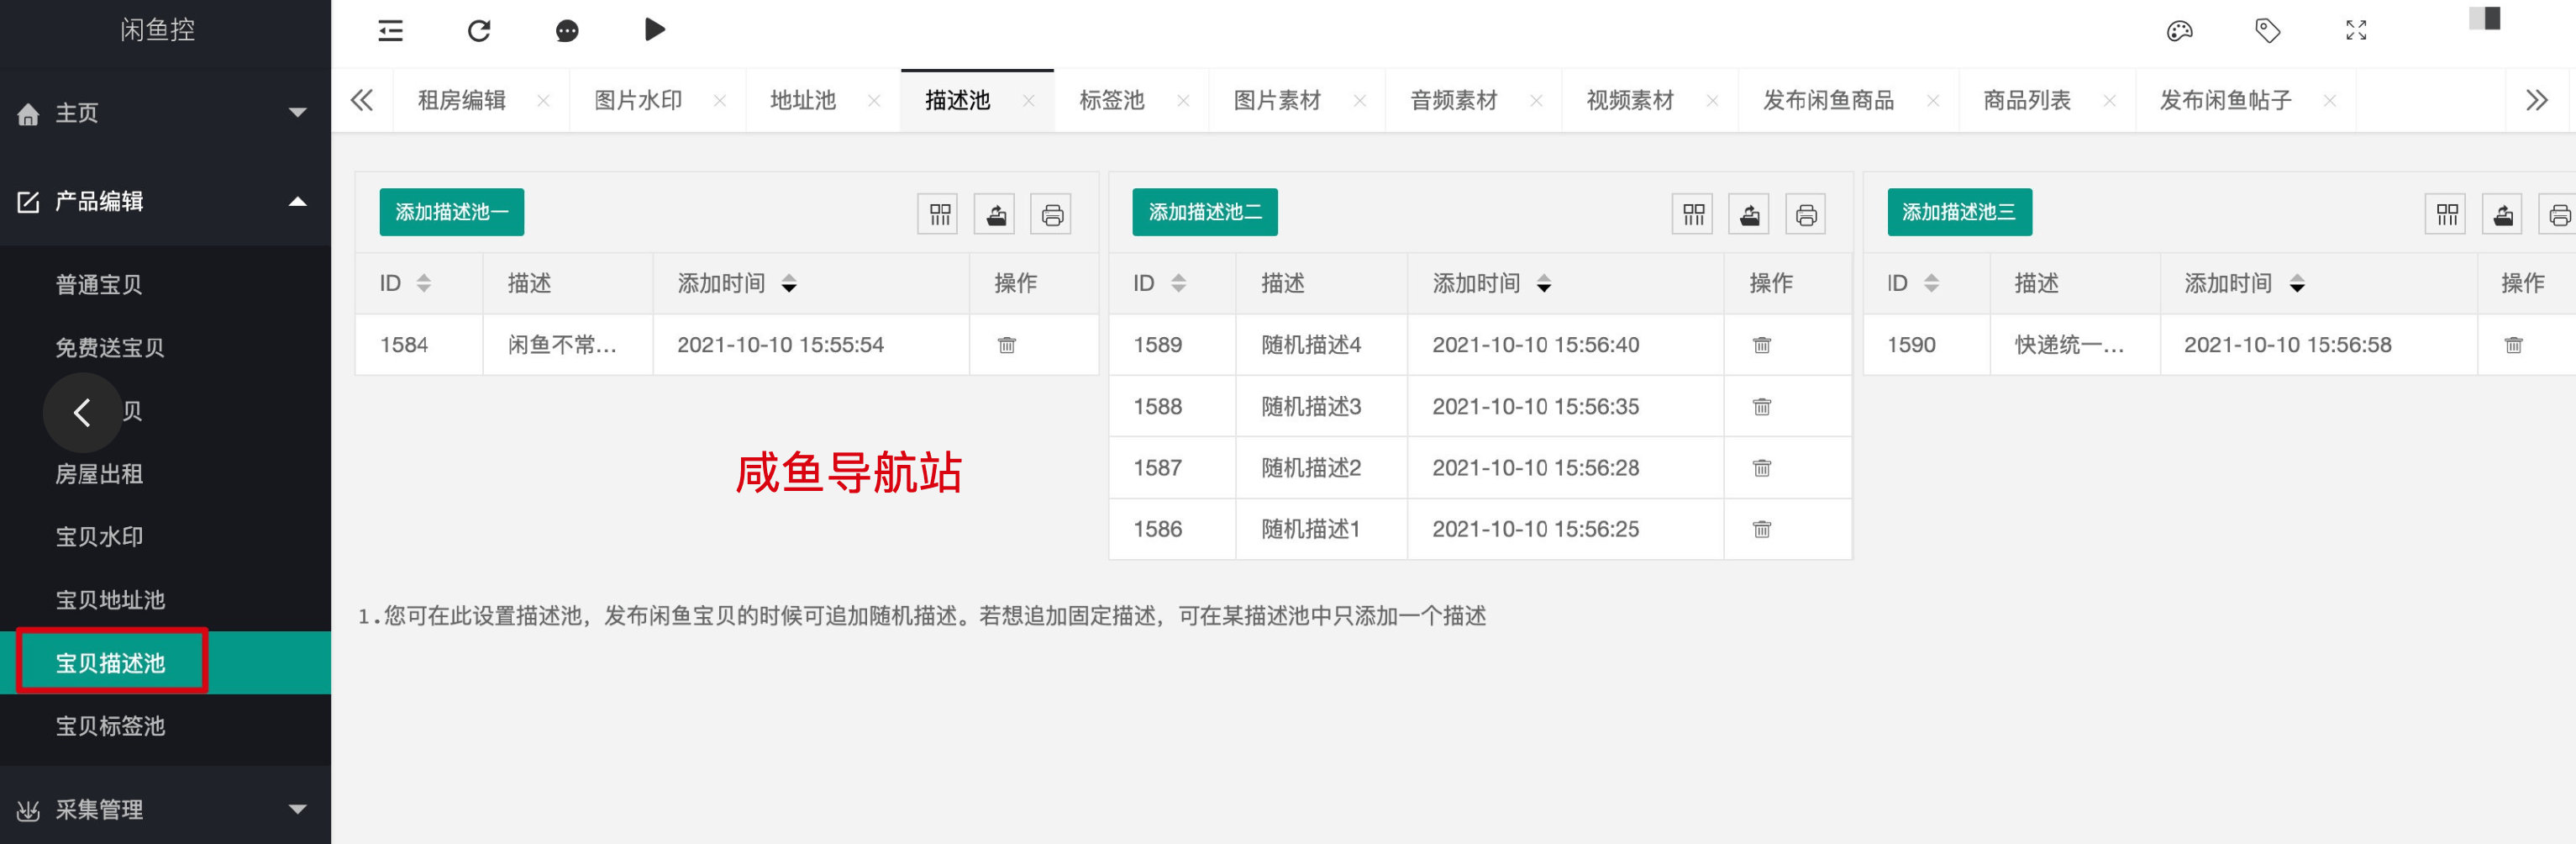 闲鱼控
主页
产品编辑
普通宝贝
免费送宝贝
贝
房屋出租
宝贝水印
宝贝地址池
宝贝描述池
宝贝标签池
采集管理
租房编辑 图片水印 地址池 描述池 标签池 图片素材 音频素材 视频素材 发布闲鱼商品 商品列表 发布闲鱼帖子
添加描述池一
ID 描述 添加时间 操作
1584 闲鱼不常... 2021-10-10 15:55:54
添加描述池二
ID 描述 添加时间 操作
1589 随机描述4 2021-10-10 15:56:40
1588 随机描述3 2021-10-10 15:56:35
1587 随机描述2 2021-10-10 15:56:28
1586 随机描述1 2021-10-10 15:56:25
添加描述池三
ID 描述 添加时间 操作
1590 快递统一... 2021-10-10 15:56:58
咸鱼导航站
1.您可在此设置描述池，发布闲鱼宝贝的时候可追加随机描述。若想追加固定描述，可在某描述池中只添加一个描述